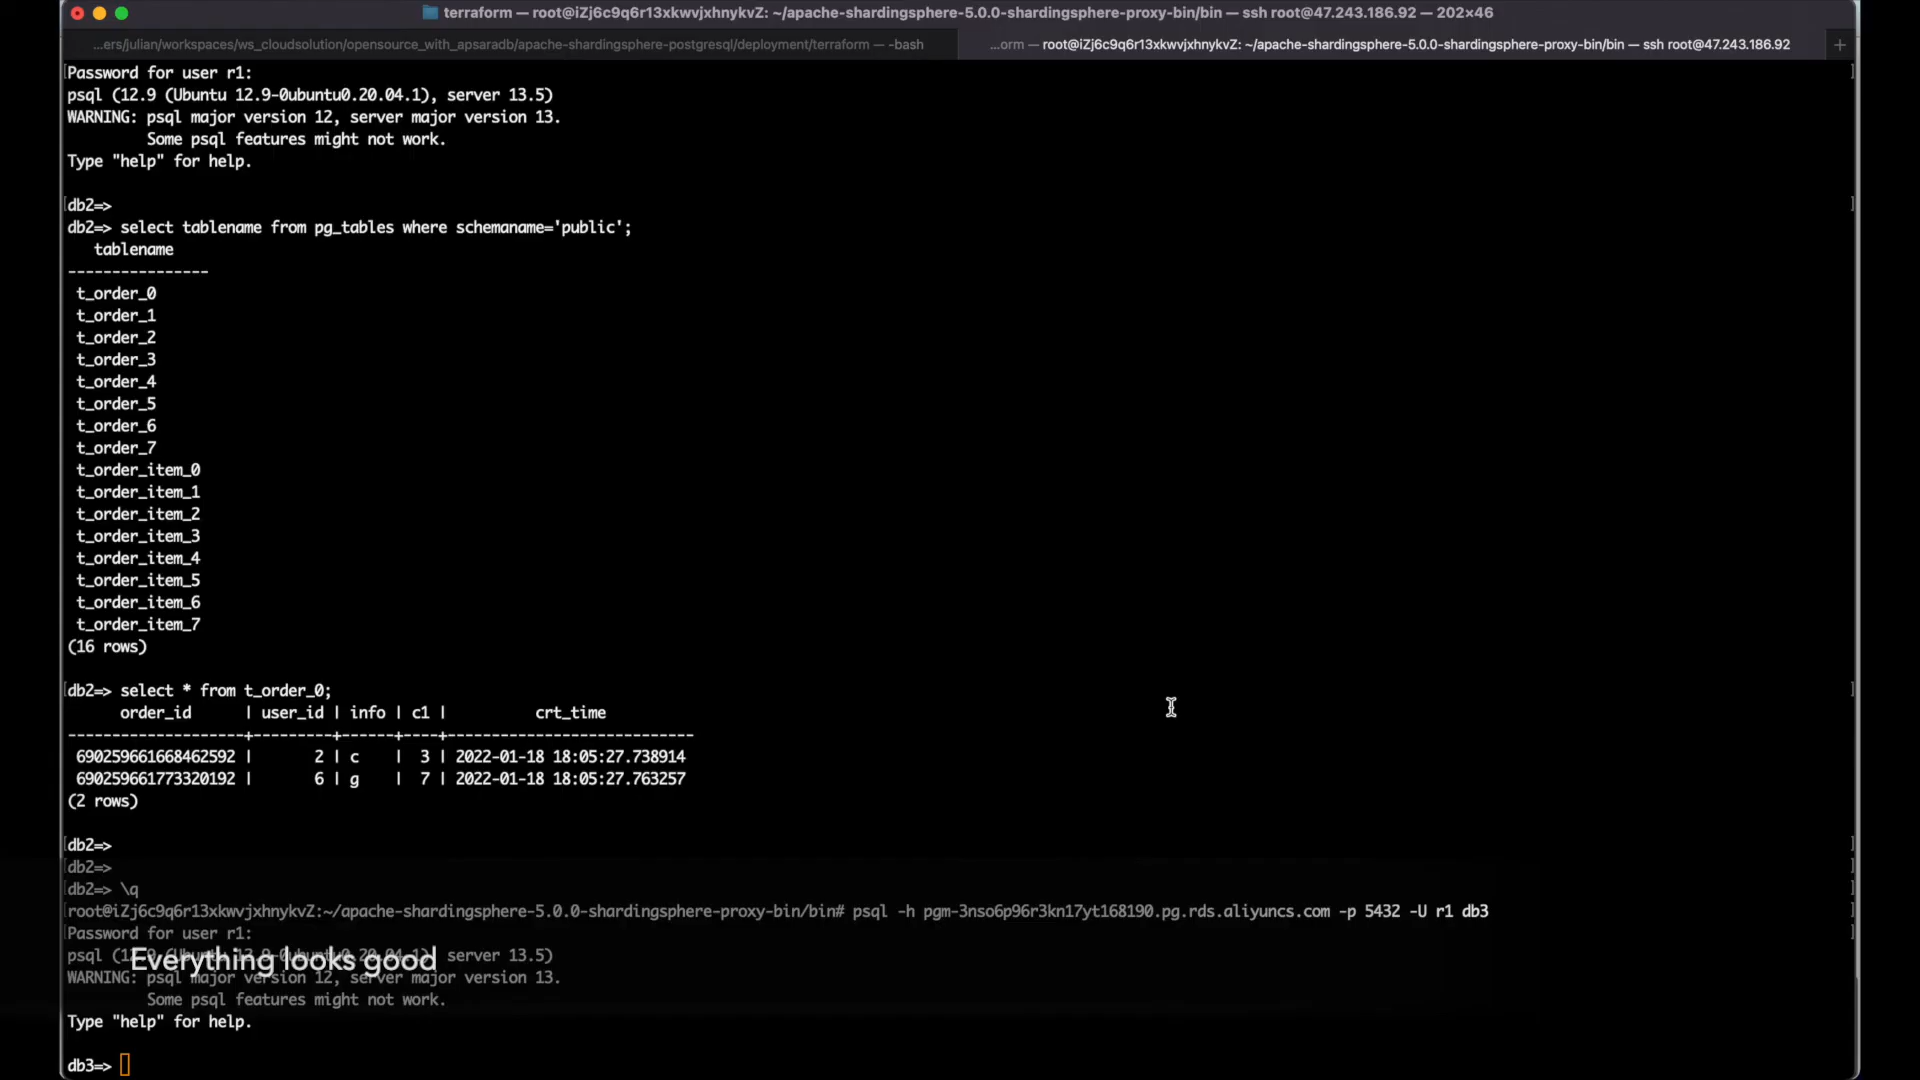 terraform — root@iZj6c9q6r13xkwvjxhnykvZ: ~/apache-shardingsphere-5.0.0-shardingsphere-proxy-bin/bin — ssh root@47.243.186.92 — 202×46
...ers/julian/workspaces/ws_cloudsolution/opensource_with_apsaradb/apache-shardingsphere-postgresql/deployment/terraform — -bash
...orm — root@iZj6c9q6r13xkwvjxhnykvZ: ~/apache-shardingsphere-5.0.0-shardingsphere-proxy-bin/bin — ssh root@47.243.186.92
Password for user r1:
psql (12.9 (Ubuntu 12.9-0ubuntu0.20.04.1), server 13.5)
WARNING: psql major version 12, server major version 13.
Some psql features might not work.
Type "help" for help.
db2=>
db2=> select tablename from pg_tables where schemaname='public';
tablename
----------------
t_order_0
t_order_1
t_order_2
t_order_3
t_order_4
t_order_5
t_order_6
t_order_7
t_order_item_0
t_order_item_1
t_order_item_2
t_order_item_3
t_order_item_4
t_order_item_5
t_order_item_6
t_order_item_7
(16 rows)
db2=> select * from t_order_0;
order_id | user_id | info | c1 | crt_time
--------------------+---------+------+----+----------------------------
690259661668462592 | 2 | c | 3 | 2022-01-18 18:05:27.738914
690259661773320192 | 6 | g | 7 | 2022-01-18 18:05:27.763257
(2 rows)
db2=>
db2=>
db2=> \q
root@iZj6c9q6r13xkwvjxhnykvZ:~/apache-shardingsphere-5.0.0-shardingsphere-proxy-bin/bin# psql -h pgm-3nso6p96r3kn17yt168190.pg.rds.aliyuncs.com -p 5432 -U r1 db3
Password for user r1:
psql (12.9 (Ubuntu 12.9-0ubuntu0.20.04.1), server 13.5)
Everything looks good
WARNING: psql major version 12, server major version 13.
Some psql features might not work.
Type "help" for help.
db3=>